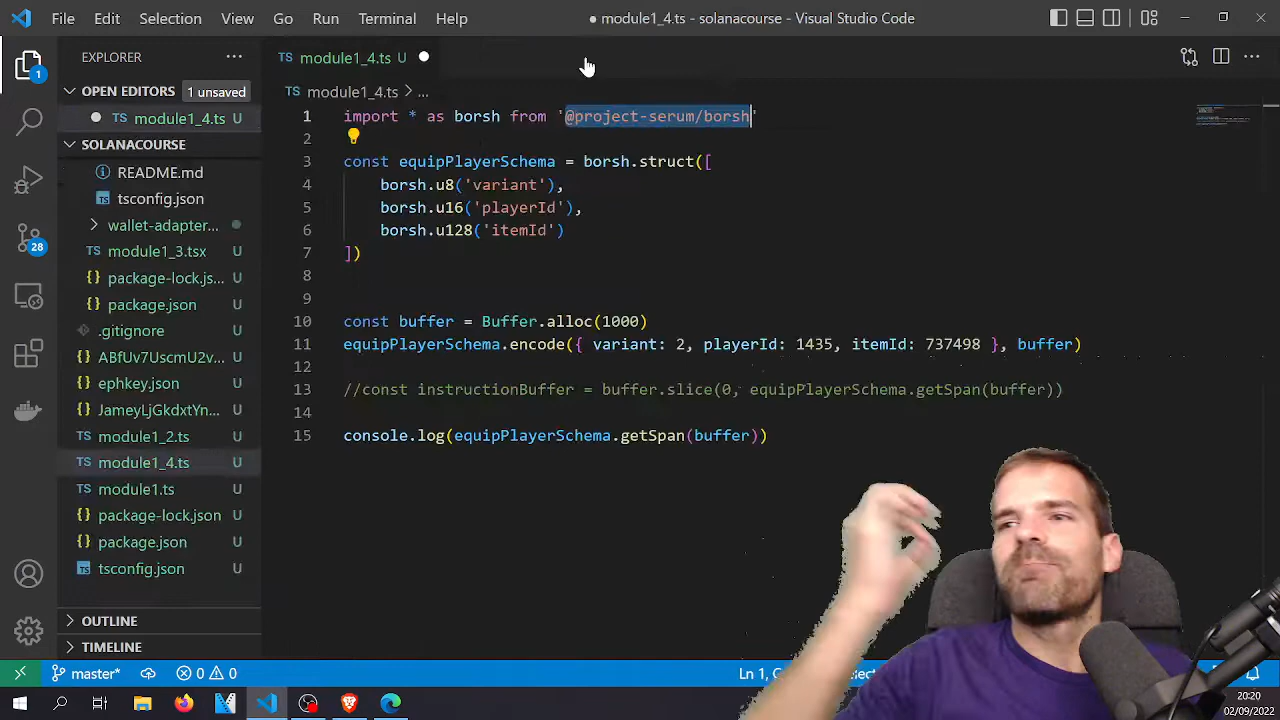 File Edit Selection View Go Run Terminal Help
● module1_4.ts - solanacourse - Visual Studio Code
EXPLORER
OPEN EDITORS 1 unsaved
TS module1_4.ts U
SOLANACOURSE
README.md
tsconfig.json
wallet-adapter...
TS module1_3.tsx U
{} package-lock.js... U
{} package.json U
.gitignore U
{} ABfUv7UscmU2v... U
{} ephkey.json U
{} JameyLjGkdxtYn... U
TS module1_2.ts U
TS module1_4.ts U
TS module1.ts U
{} package-lock.json U
{} package.json U
TS tsconfig.json U
OUTLINE
TIMELINE
1
28
TS module1_4.ts U
TS module1_4.ts > ...
1 import * as borsh from '@project-serum/borsh'
2
3 const equipPlayerSchema = borsh.struct([
4 borsh.u8('variant'),
5 borsh.u16('playerId'),
6 borsh.u128('itemId')
7 ])
8
9
10 const buffer = Buffer.alloc(1000)
11 equipPlayerSchema.encode({ variant: 2, playerId: 1435, itemId: 737498 }, buffer)
12
13 //const instructionBuffer = buffer.slice(0, equipPlayerSchema.getSpan(buffer))
14
15 console.log(equipPlayerSchema.getSpan(buffer))
master* 0 0
Ln 1,
20:20
02/09/2022